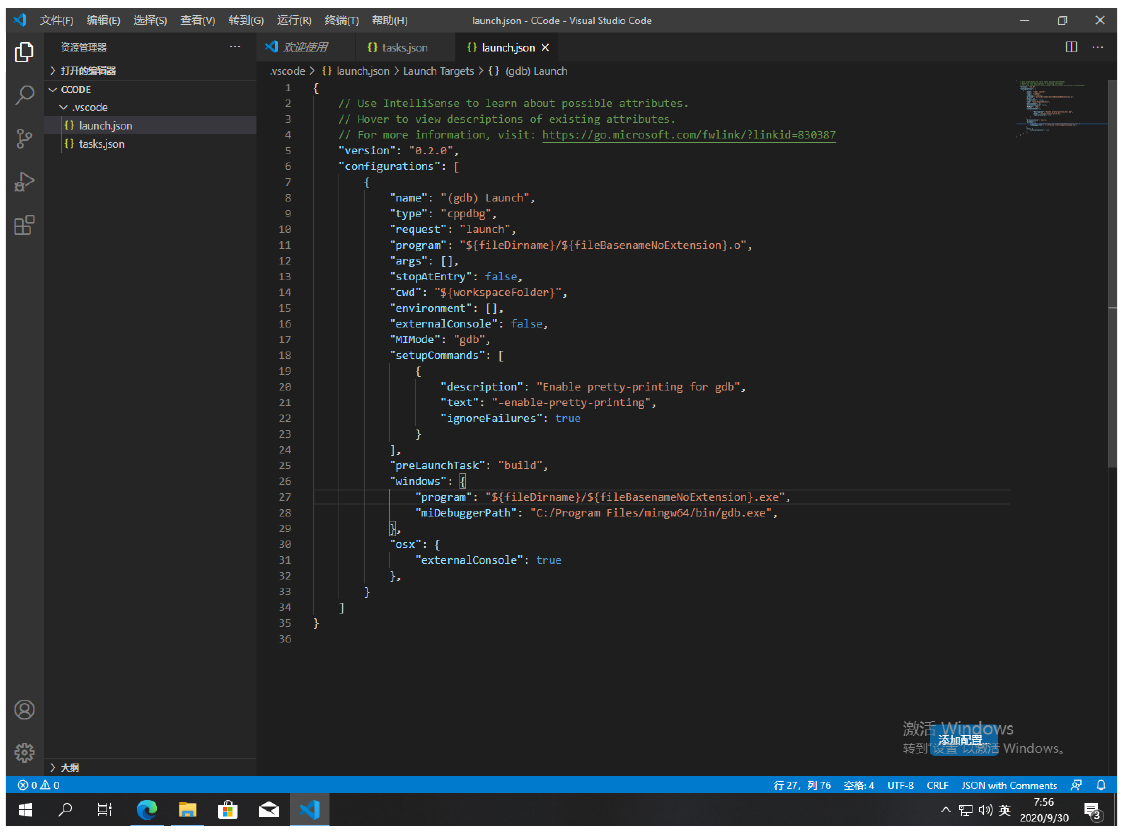 文件(F) 编辑(E) 选择(S) 查看(V) 转到(G) 运行(R) 终端(T) 帮助(H) launch.json - CCode - Visual Studio Code
资源管理器 ···
欢迎使用 {} tasks.json {} launch.json ×
打开的编辑器
.vscode > {} launch.json > Launch Targets > {} (gdb) Launch
CCODE
.vscode
{} launch.json
{} tasks.json
1 {
2 // Use IntelliSense to learn about possible attributes.
3 // Hover to view descriptions of existing attributes.
4 // For more information, visit: https://go.microsoft.com/fwlink/?linkid=830387
5 "version": "0.2.0",
6 "configurations": [
7 {
8 "name": "(gdb) Launch",
9 "type": "cppdbg",
10 "request": "launch",
11 "program": "${fileDirname}/${fileBasenameNoExtension}.o",
12 "args": [],
13 "stopAtEntry": false,
14 "cwd": "${workspaceFolder}",
15 "environment": [],
16 "externalConsole": false,
17 "MIMode": "gdb",
18 "setupCommands": [
19 {
20 "description": "Enable pretty-printing for gdb",
21 "text": "-enable-pretty-printing",
22 "ignoreFailures": true
23 }
24 ],
25 "preLaunchTask": "build",
26 "windows": {
27 "program": "${fileDirname}/${fileBasenameNoExtension}.exe",
28 "miDebuggerPath": "C:/Program Files/mingw64/bin/gdb.exe",
29 },
30 "osx": {
31 "externalConsole": true
32 },
33 }
34 ]
35 }
36
激活 Windows
转到"设置"以激活 Windows。
添加配置...
大纲
0 0 行 27，列 76 空格: 4 UTF-8 CRLF JSON with Comments
英 7:56
2020/9/30 3